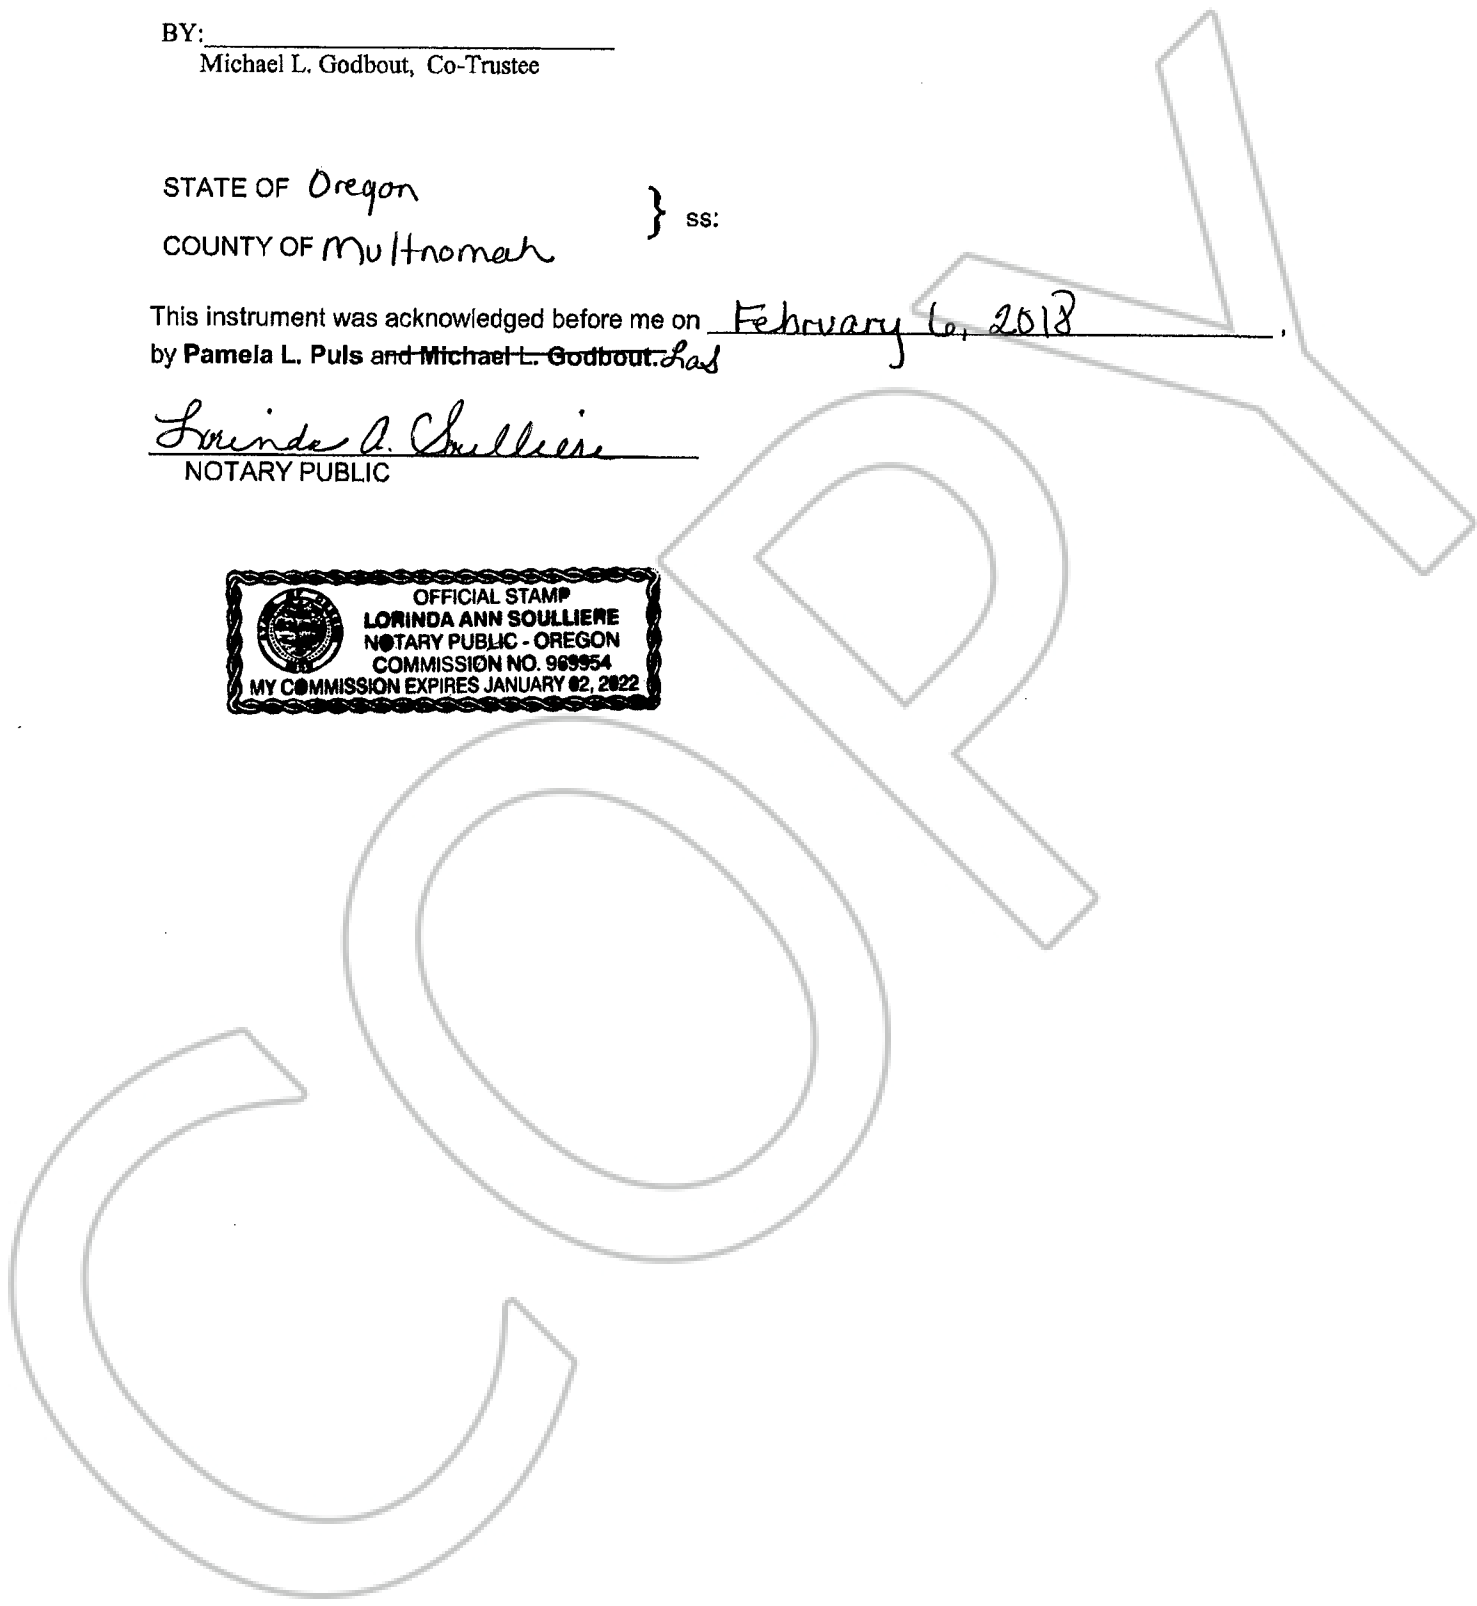 BY:
Michael L. Godbout, Co-Trustee
STATE OF Oregon
} ss:
COUNTY OF Multnomah
This instrument was acknowledged before me on February 6, 2018,
by Pamela L. Puls and Michael L. Godbout. Las
Lorinda A. Soulliere
NOTARY PUBLIC
OFFICIAL STAMP
LORINDA ANN SOULLIERE
NOTARY PUBLIC - OREGON
COMMISSION NO. 969954
MY COMMISSION EXPIRES JANUARY 02, 2022
COPY